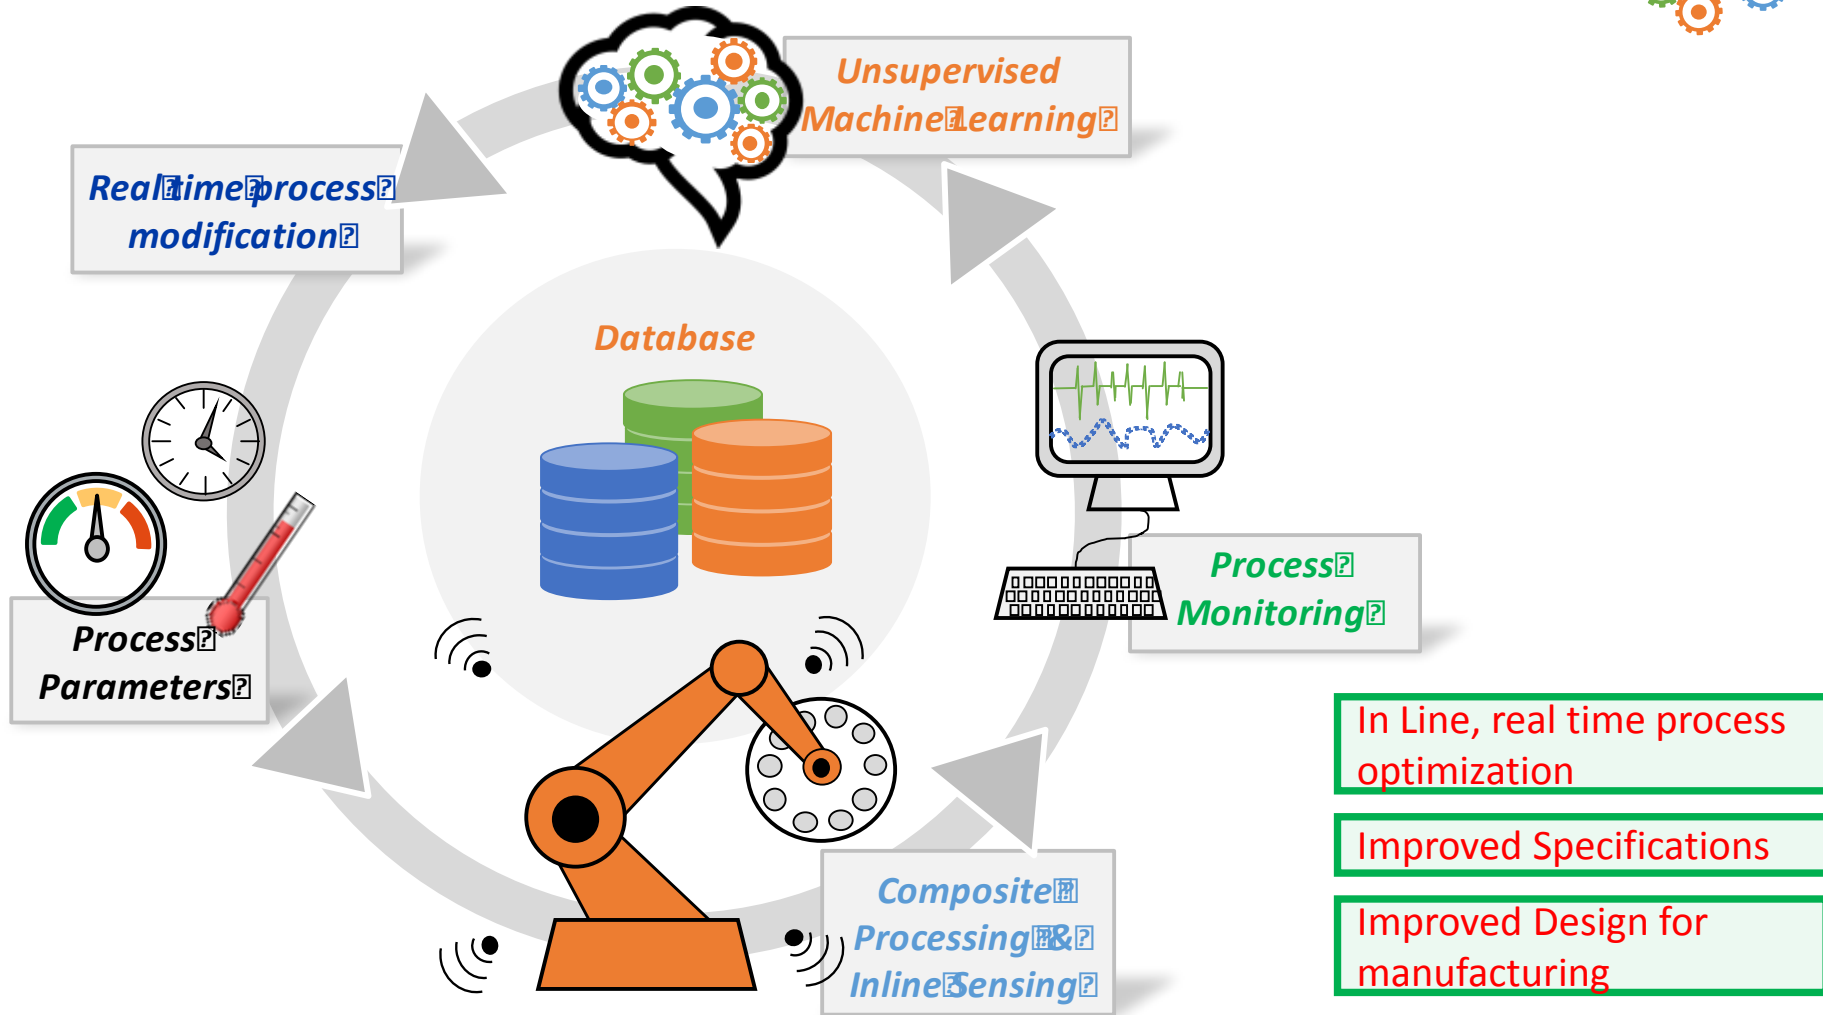 Unsupervised
Machine Learning
Real time process
modification
Database
Process
Monitoring
Process
Parameters
In Line, real time process
optimization
Improved Specifications
Composite
Processing &
Inline Sensing
Improved Design for
manufacturing